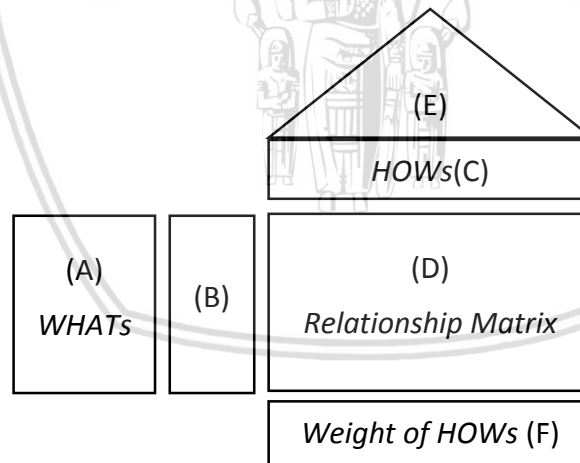 (E)
HOWs(C)
(A)
WHATs
(B)
(D)
Relationship Matrix
Weight of HOWs (F)